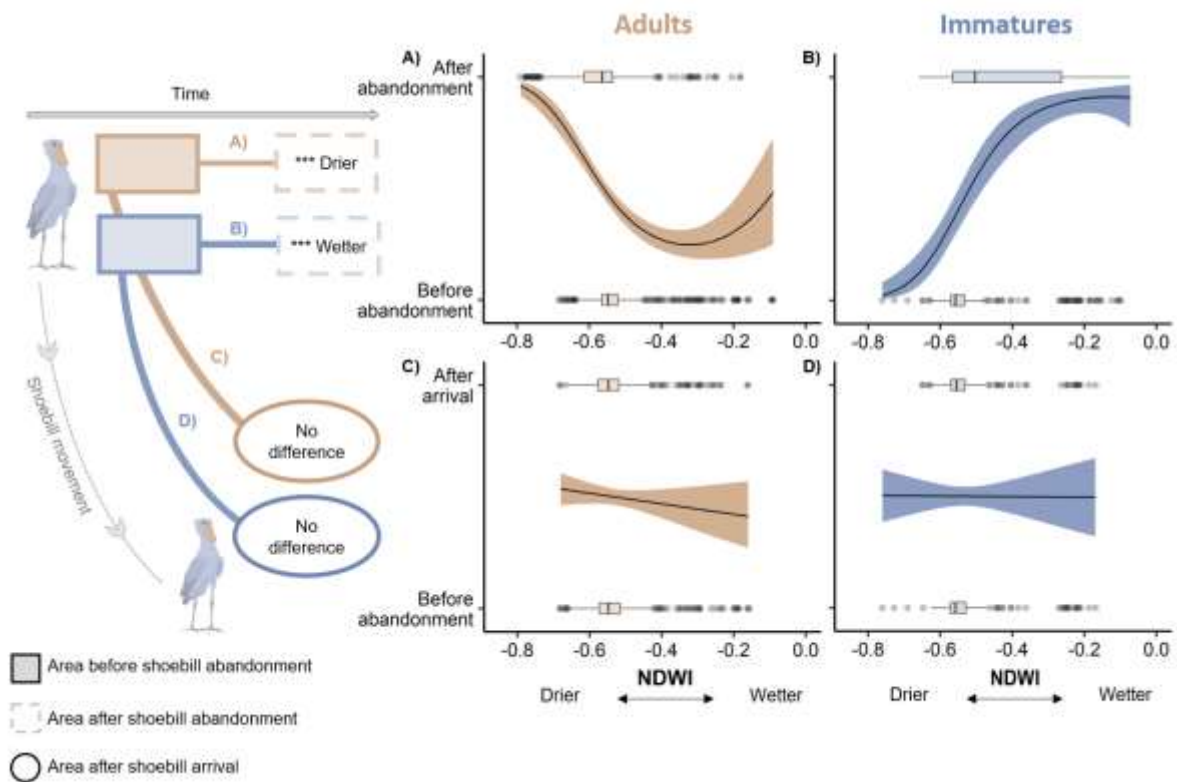 Adults
Immatures
Time
A)
*** Drier
B)
*** Wetter
C)
D)
Shoebill movement
No
difference
No
difference
Area before shoebill abandonment
Area after shoebill abandonment
Area after shoebill arrival
A)
After
abandonment
Before
abandonment
-0.8 -0.6 -0.4 -0.2 0.0
B)
-0.8 -0.6 -0.4 -0.2 0.0
C)
After
arrival
Before
abandonment
-0.8 -0.6 -0.4 -0.2 0.0
NDWI
Drier Wetter
D)
-0.8 -0.6 -0.4 -0.2 0.0
NDWI
Drier Wetter